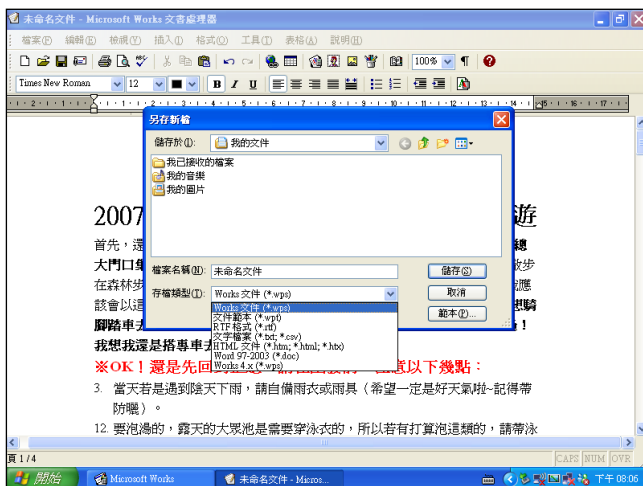 未命名文件 - Microsoft Works 文書處理器
檔案(F) 編輯(E) 檢視(V) 插入(I) 格式(O) 工具(T) 表格(A) 說明(H)
100%
Times New Roman 12 B I U
另存新檔
儲存於(I): 我的文件
我已接收的檔案
我的音樂
我的圖片
2007 遊
首先，還 總
檔案名稱(N): 未命名文件 儲存(S)
大門口集 散步
存檔類型(T): Works 文件 (*.wps) 取消
在森林步 應
Works 文件 (*.wps)
文件範本 (*.wpt) 範本(P)...
該會以這 想騎
RTF 格式 (*.rtf)
文字檔案 (*.txt; *.csv)
腳踏車去 ！
HTML 文件 (*.htm; *.html; *.htx)
Word 97-2003 (*.doc)
我想我還是搭專車
Works 4.x (*.wps)
※OK！還是先回 意以下幾點：
3. 當天若是遇到陰天下雨，請自備雨衣或雨具（希望一定是好天氣啦~記得帶
防曬）。
12. 要泡湯的，露天的大眾池是需要穿泳衣的，所以若有打算泡這類的，請帶泳
頁 1/4 CAPS NUM OVR
開始 Microsoft Works 未命名文件 - Micros... 下午 08:06